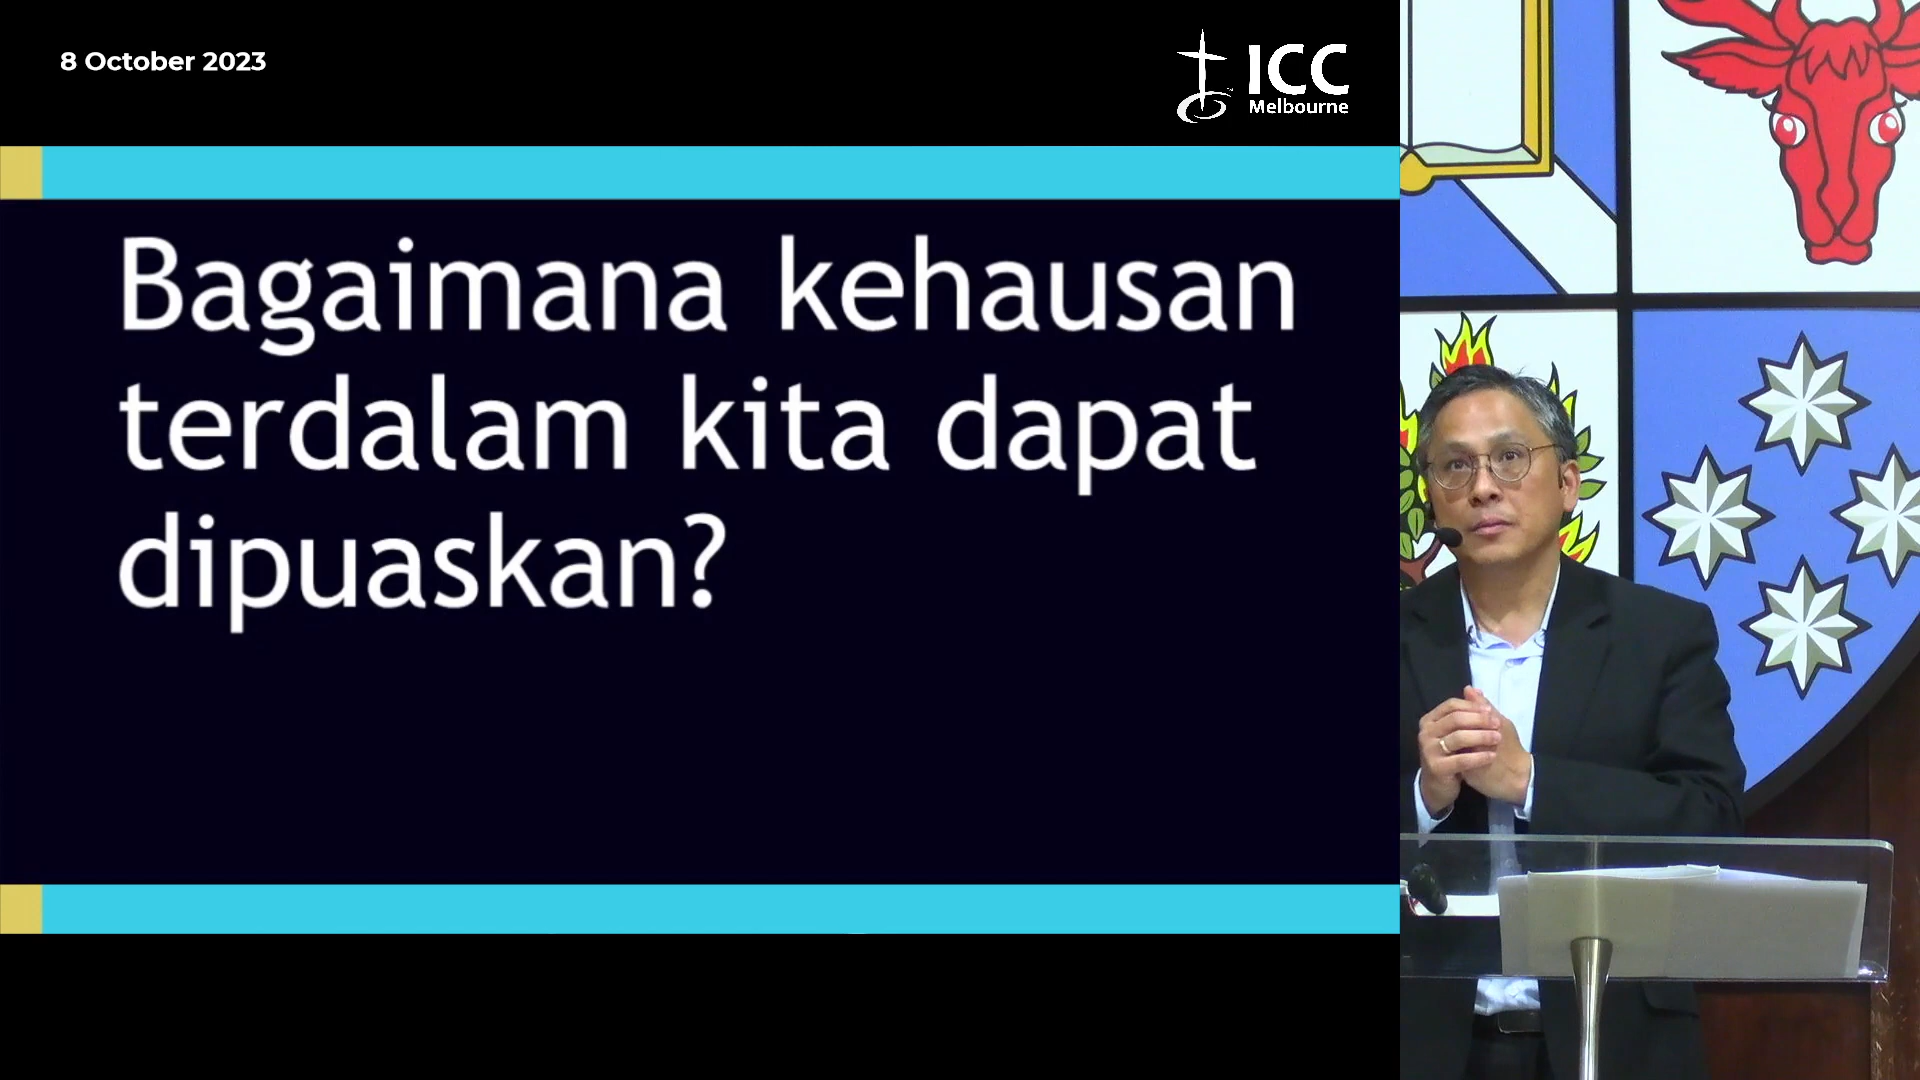 8 October 2023
ICC
Melbourne
Bagaimana kehausan
terdalam kita dapat
dipuaskan?